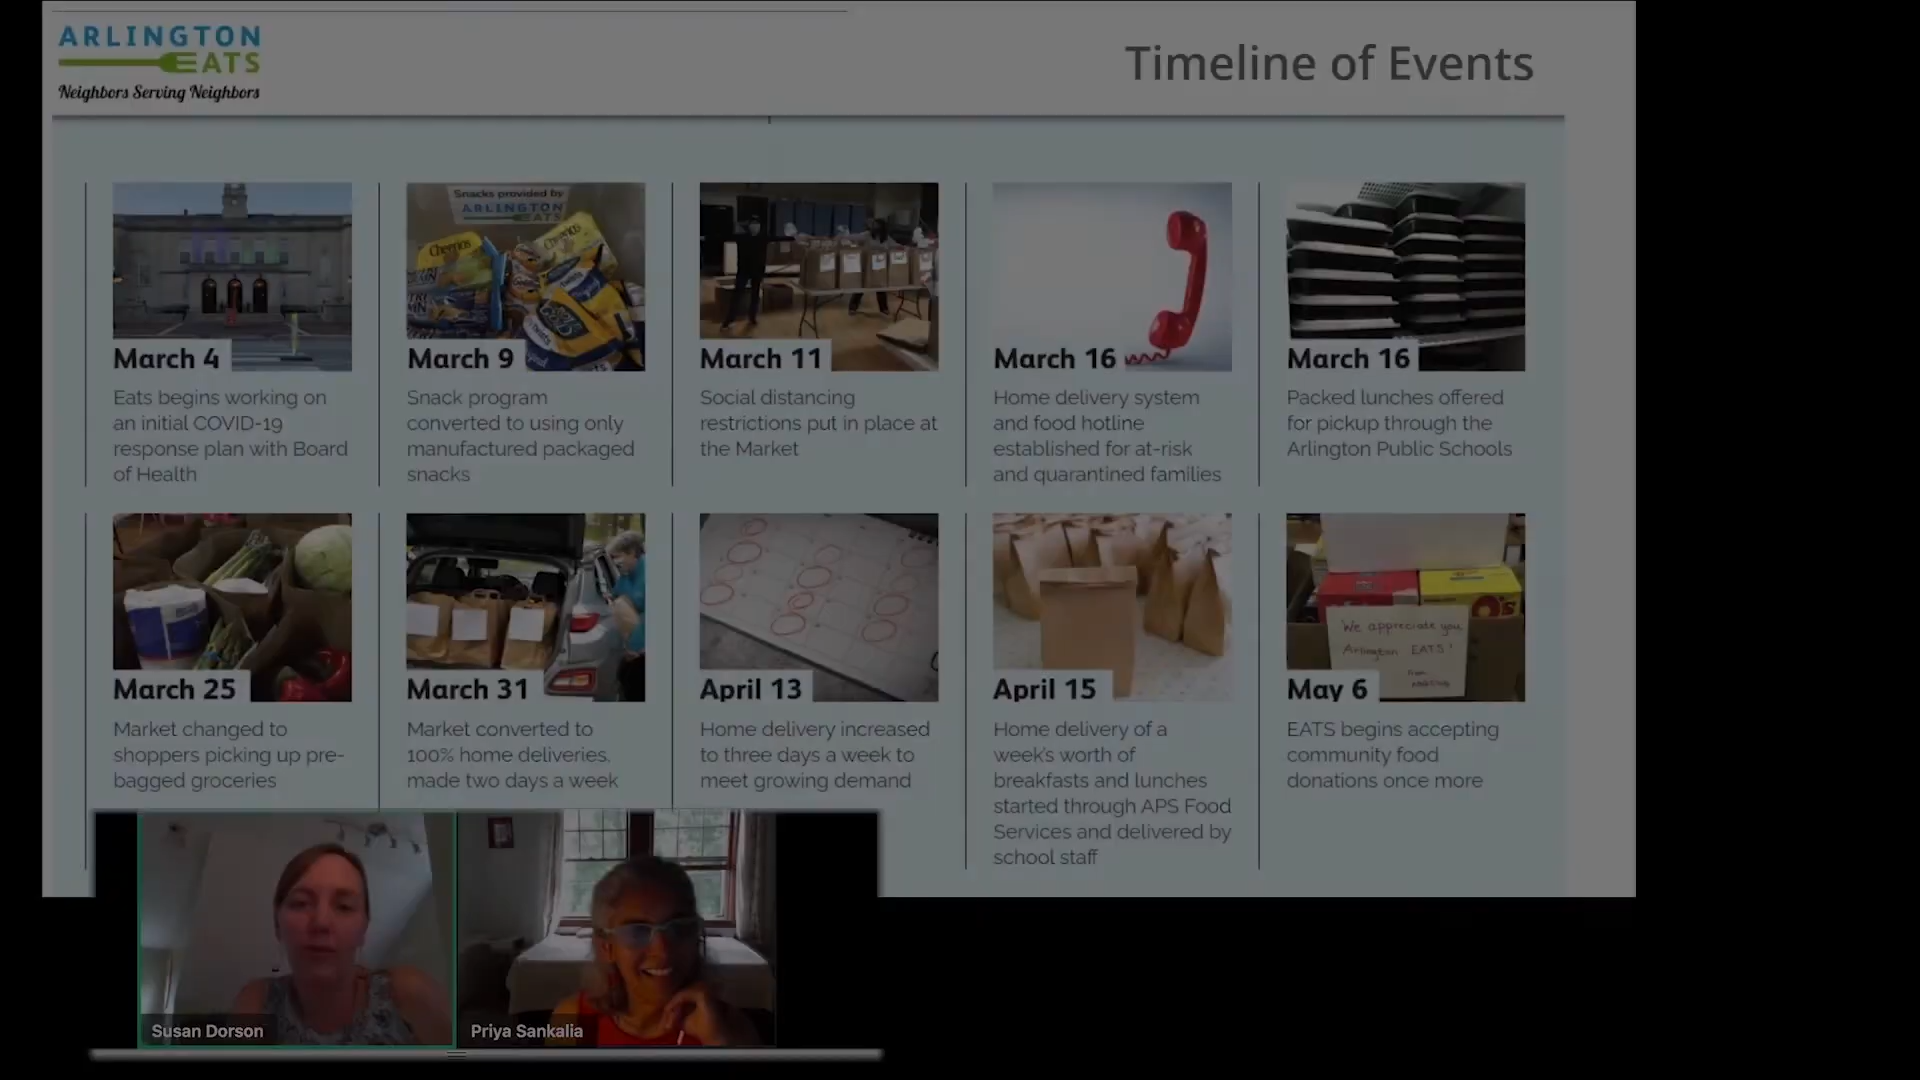 ARLINGTON
EATS
Neighbors Serving Neighbors
Timeline of Events
Snacks provided by
ARLINGTON
EATS
Cheerios
March 4
March 9
March 11
March 16
March 16
Eats begins working on
an initial COVID-19
response plan with Board
of Health
Snack program
converted to using only
manufactured packaged
snacks
Social distancing
restrictions put in place at
the Market
Home delivery system
and food hotline
established for at-risk
and quarantined families
Packed lunches offered
for pickup through the
Arlington Public Schools
We appreciate you
Arlington EATS!
from
March 25
March 31
April 13
April 15
May 6
Market changed to
shoppers picking up pre-
bagged groceries
Market converted to
100% home deliveries,
made two days a week
Home delivery increased
to three days a week to
meet growing demand
Home delivery of a
week's worth of
breakfasts and lunches
started through APS Food
Services and delivered by
school staff
EATS begins accepting
community food
donations once more
Susan Dorson
Priya Sankalia